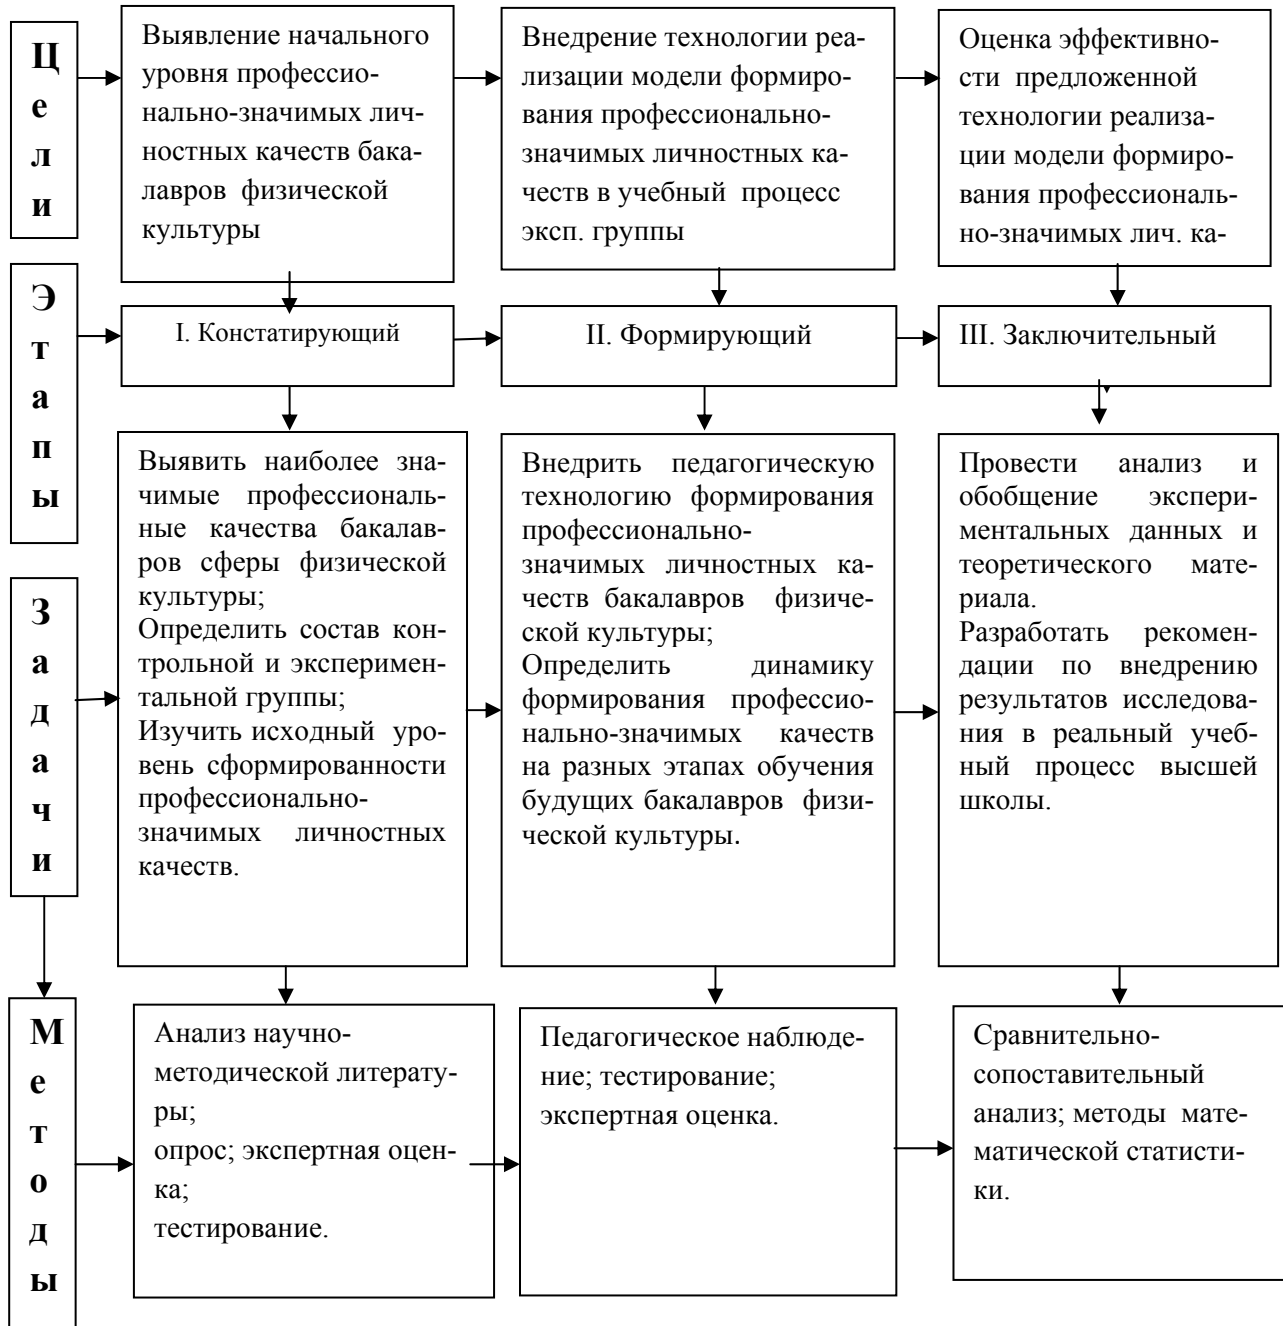 Цели
Выявление начального
уровня профессио-
нально-значимых лич-
ностных качеств бака-
лавров физической
культуры
Внедрение технологии реа-
лизации модели формиро-
вания профессионально-
значимых личностных ка-
честв в учебный процесс
эксп. группы
Оценка эффективно-
сти предложенной
технологии реализа-
ции модели формиро-
вания профессиональ-
но-значимых лич. ка-
Этапы
I. Констатирующий
II. Формирующий
III. Заключительный
Задачи
Выявить наиболее зна-
чимые профессиональ-
ные качества бакалав-
ров сферы физической
культуры;
Определить состав кон-
трольной и эксперимен-
тальной группы;
Изучить исходный уро-
вень сформированности
профессионально-
значимых личностных
качеств.
Внедрить педагогическую
технологию формирования
профессионально-
значимых личностных ка-
честв бакалавров физиче-
ской культуры;
Определить динамику
формирования профессио-
нально-значимых качеств
на разных этапах обучения
будущих бакалавров физи-
ческой культуры.
Провести анализ и
обобщение экспери-
ментальных данных и
теоретического мате-
риала.
Разработать рекомен-
дации по внедрению
результатов исследова-
ния в реальный учеб-
ный процесс высшей
школы.
Методы
Анализ научно-
методической литерату-
ры;
опрос; экспертная оцен-
ка;
тестирование.
Педагогическое наблюде-
ние; тестирование;
экспертная оценка.
Сравнительно-
сопоставительный
анализ; методы мате-
матической статисти-
ки.